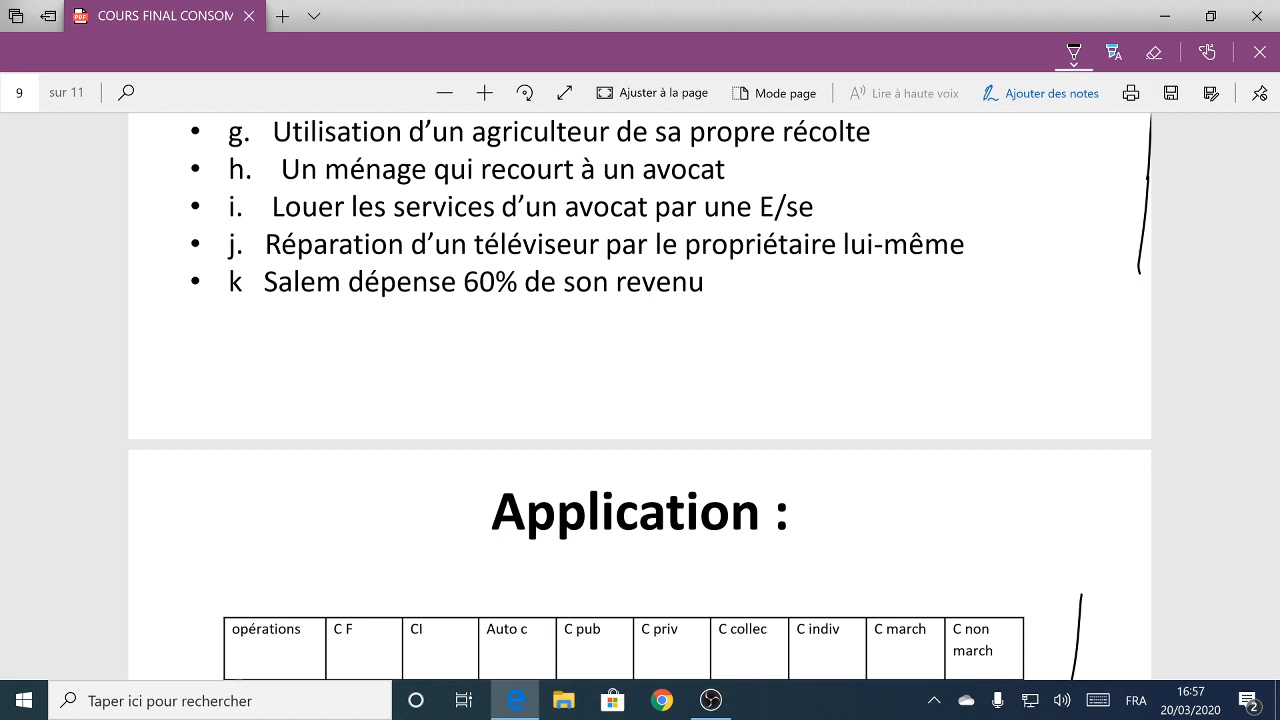 COURS FINAL CONSOM
9 sur 11 Ajuster à la page Mode page Lire à haute voix Ajouter des notes
• g. Utilisation d’un agriculteur de sa propre récolte
• h. Un ménage qui recourt à un avocat
• i. Louer les services d’un avocat par une E/se
• j. Réparation d’un téléviseur par le propriétaire lui-même
• k Salem dépense 60% de son revenu
Application :
opérations C F CI Auto c C pub C priv C collec C indiv C march C non march
Taper ici pour rechercher FRA 16:57
20/03/2020 2